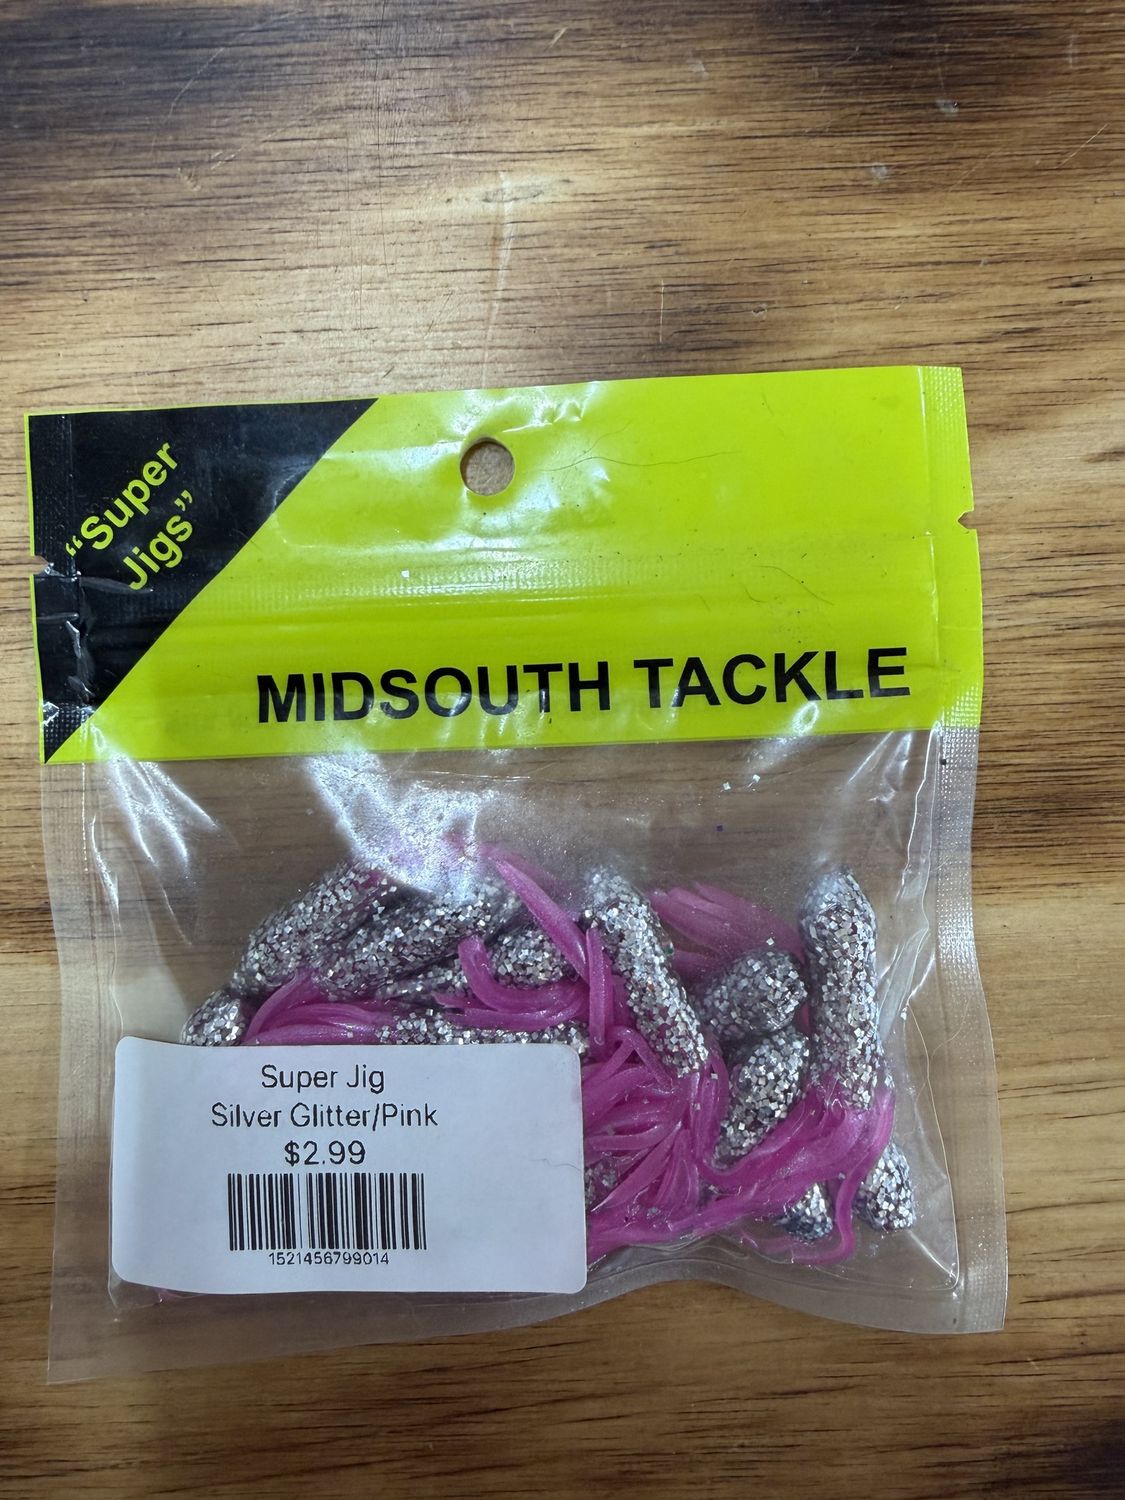 “Super
Jigs”
MIDSOUTH TACKLE
Super Jig
Silver Glitter/Pink
$2.99
1521456799014